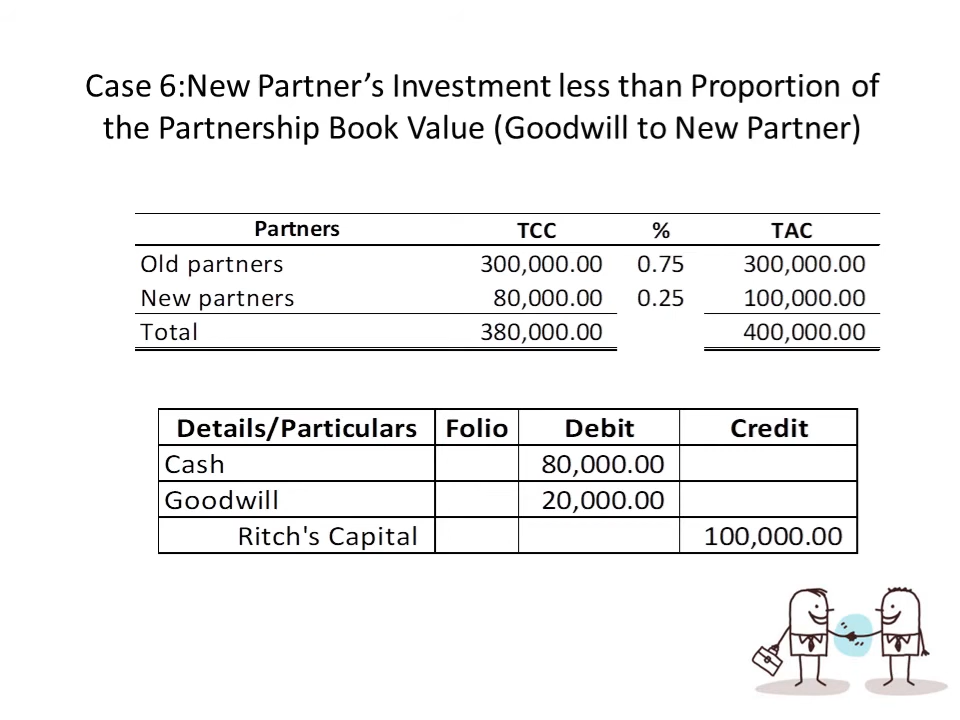 Case 6:New Partner’s Investment less than Proportion of
the Partnership Book Value (Goodwill to New Partner)
Partners TCC % TAC
Old partners 300,000.00 0.75 300,000.00
New partners 80,000.00 0.25 100,000.00
Total 380,000.00 400,000.00
Details/Particulars Folio Debit Credit
Cash 80,000.00
Goodwill 20,000.00
Ritch's Capital 100,000.00